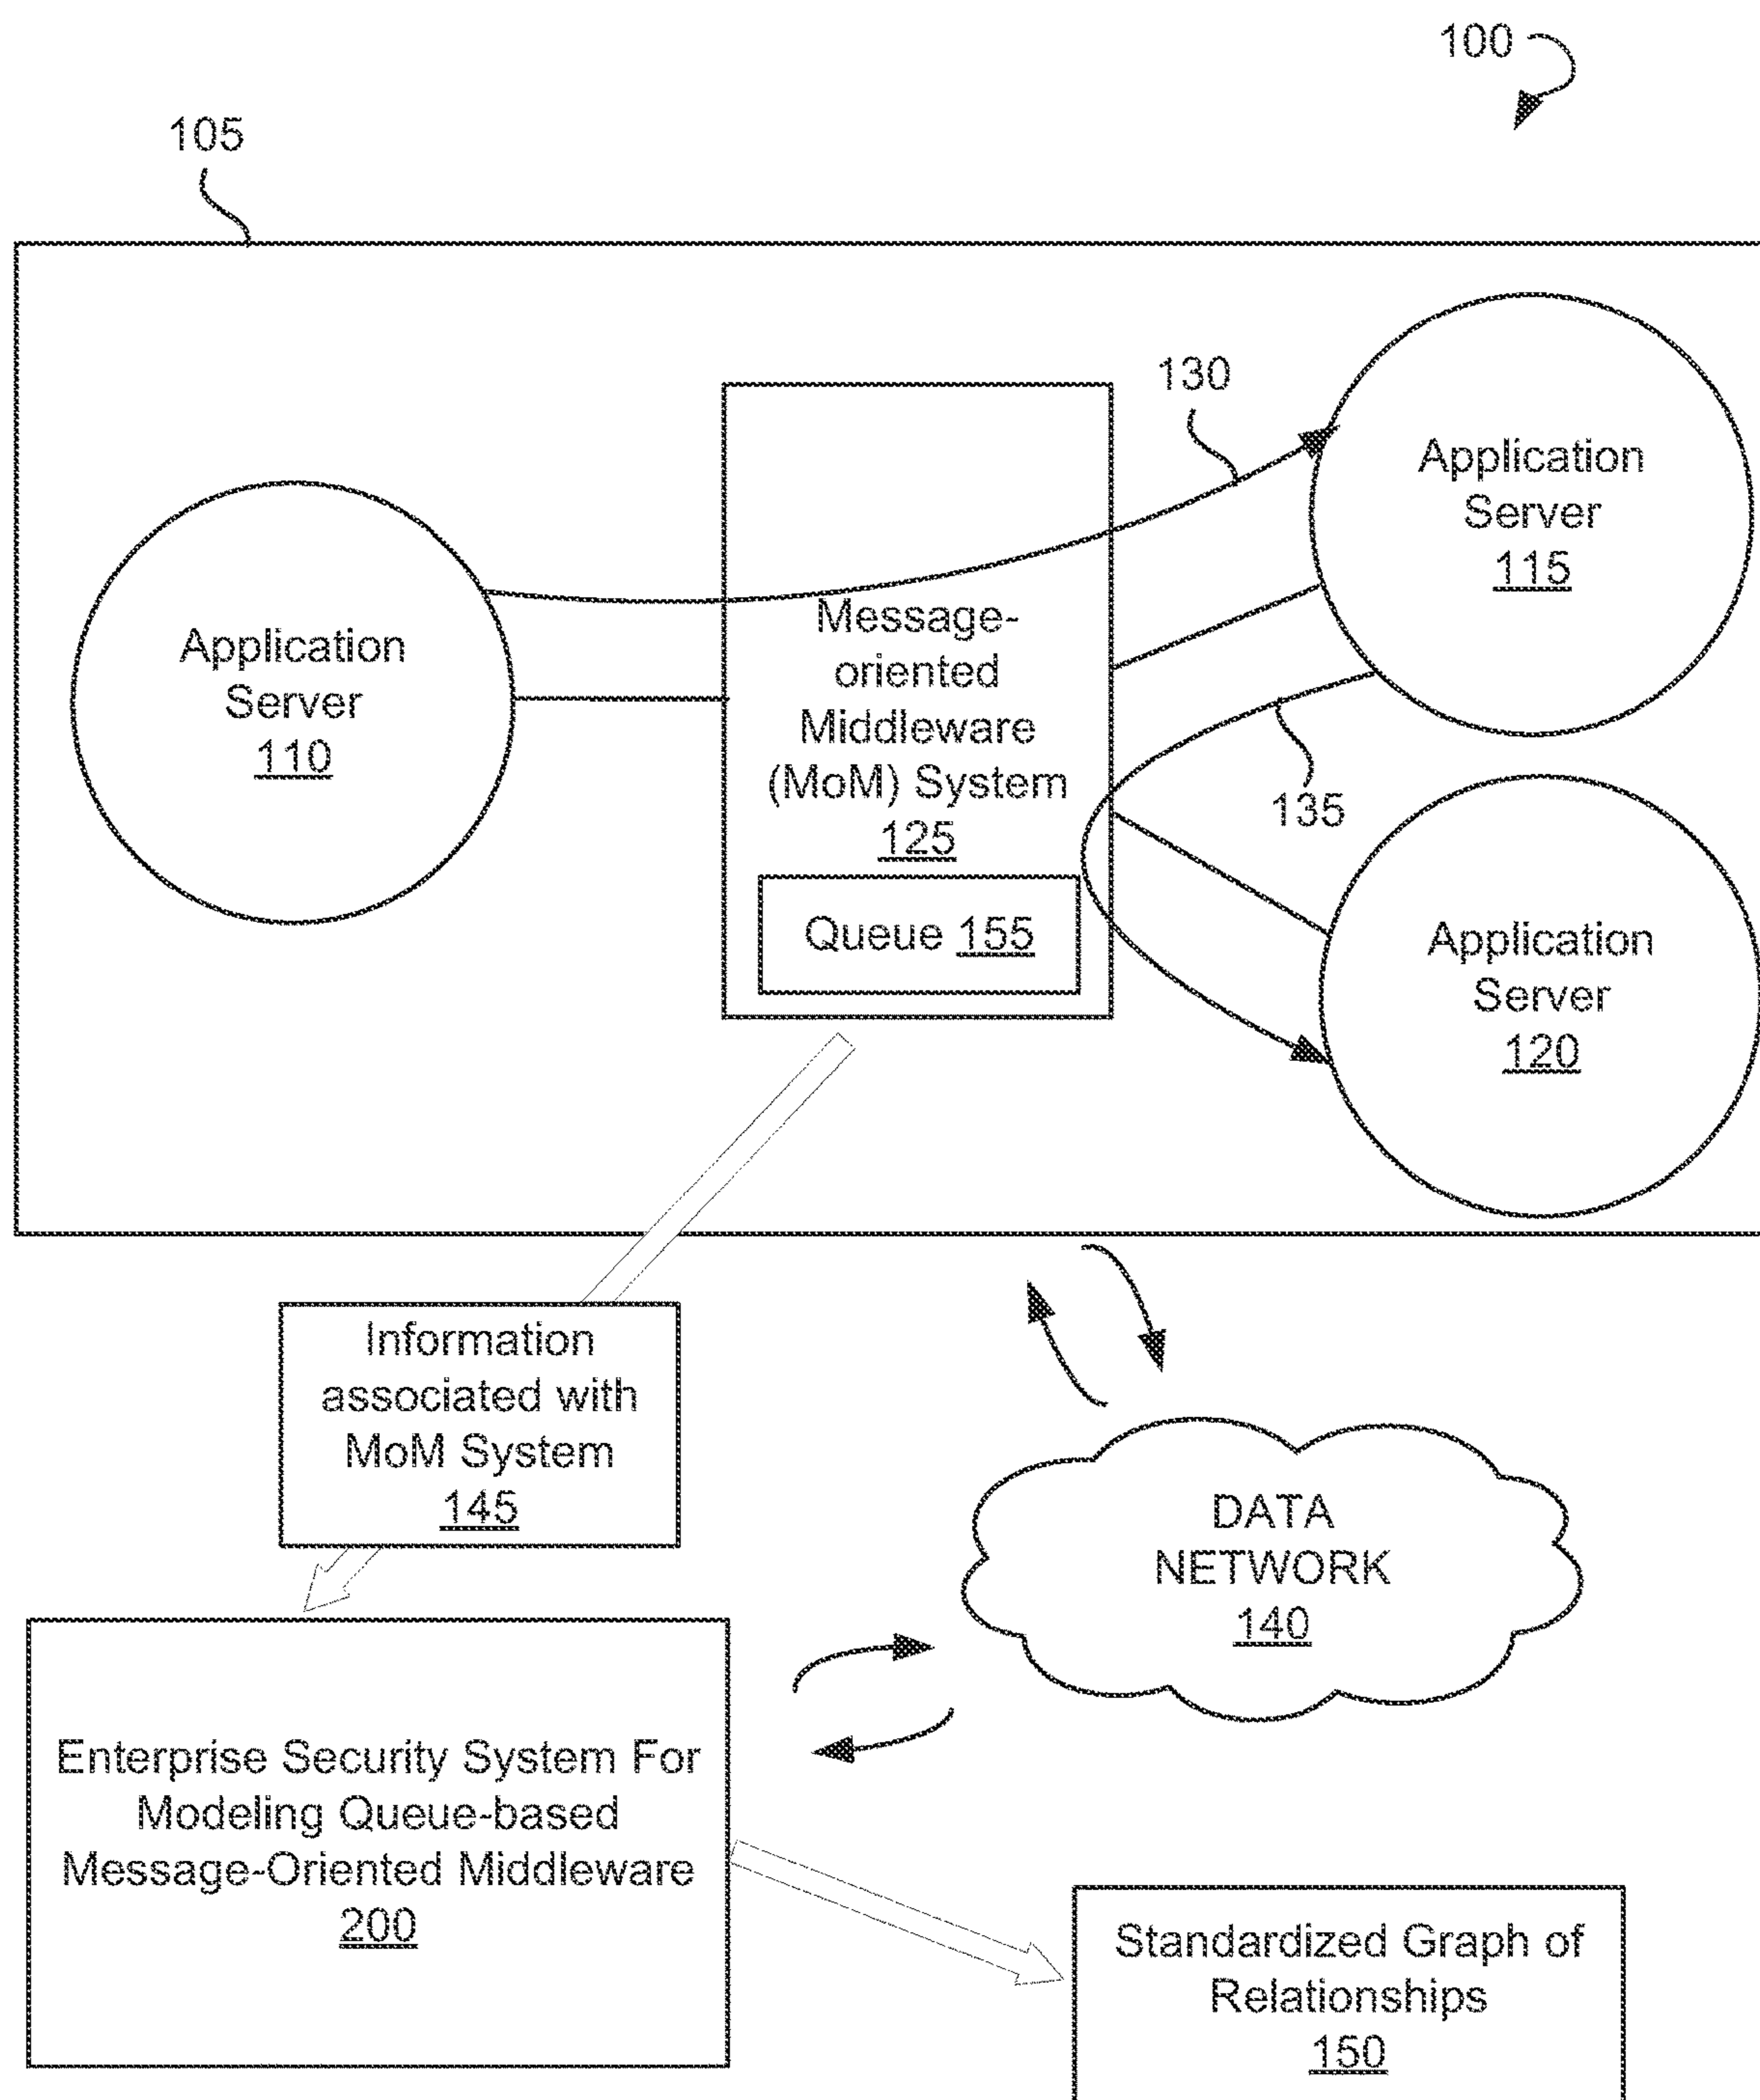 100
105
130
Application
Server
115
Application
Server
110
Message-
oriented
Middleware
(MoM) System
125
135
Queue 155
Application
Server
120
Information
associated with
MoM System
145
DATA
NETWORK
140
Enterprise Security System For
Modeling Queue-based
Message-Oriented Middleware
200
Standardized Graph of
Relationships
150